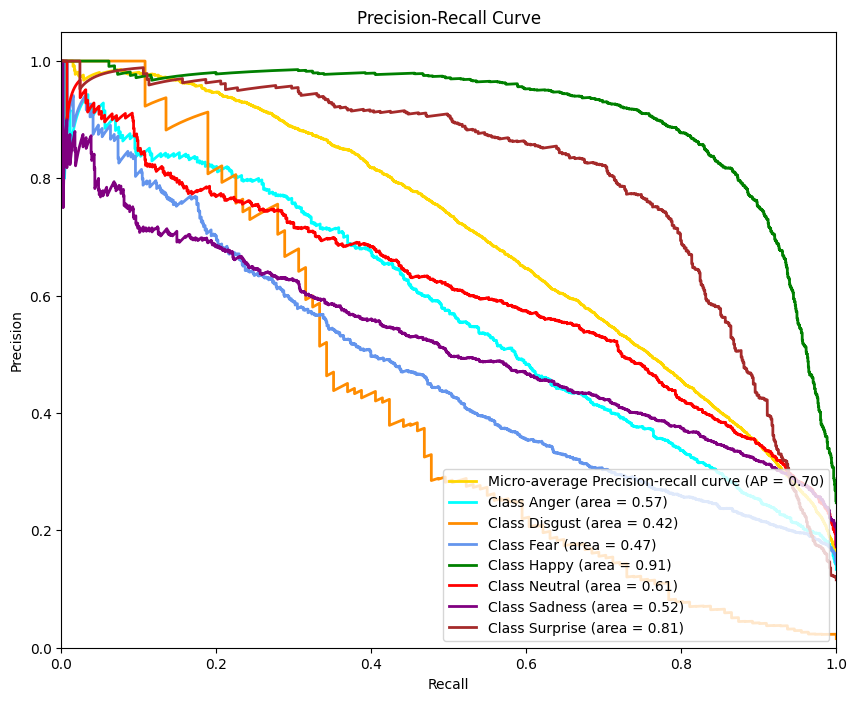 Precision-Recall Curve
1.0
0.8
0.6
0.4
0.2
0.0
Precision
Micro-average Precision-recall curve (AP = 0.70)
Class Anger (area = 0.57)
Class Disgust (area = 0.42)
Class Fear (area = 0.47)
Class Happy (area = 0.91)
Class Neutral (area = 0.61)
Class Sadness (area = 0.52)
Class Surprise (area = 0.81)
0.0 0.2 0.4 0.6 0.8 1.0
Recall